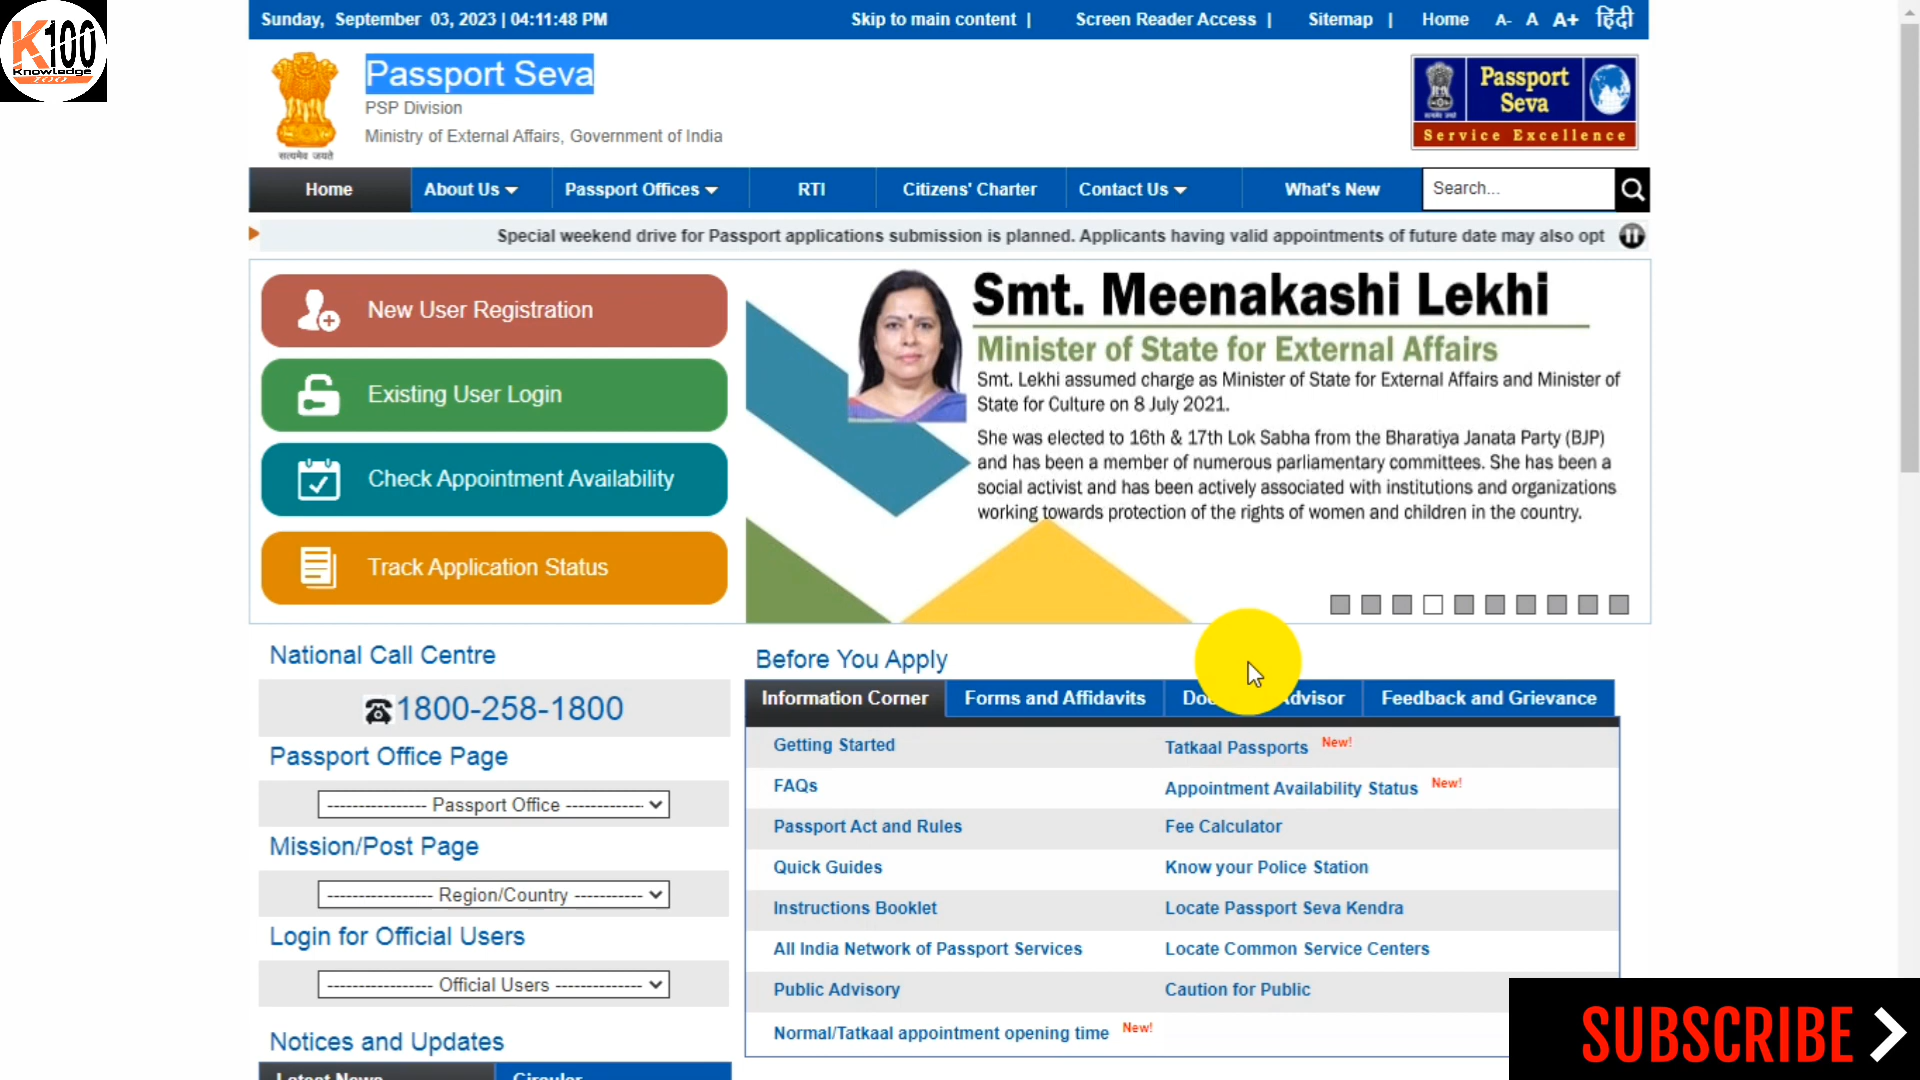 K100
Knowledge
100
Sunday, September 03, 2023 | 04:11:48 PM
Skip to main content |
Screen Reader Access |
Sitemap |
Home
A-
A
A+
हिंदी
Passport Seva
PSP Division
Ministry of External Affairs, Government of India
सत्यमेव जयते
Passport
Seva
Service Excellence
Home
About Us
Passport Offices
RTI
Citizens' Charter
Contact Us
What's New
Search...
Special weekend drive for Passport applications submission is planned. Applicants having valid appointments of future date may also opt
New User Registration
Existing User Login
Check Appointment Availability
Track Application Status
Smt. Meenakashi Lekhi
Minister of State for External Affairs
Smt. Lekhi assumed charge as Minister of State for External Affairs and Minister of
State for Culture on 8 July 2021.
She was elected to 16th & 17th Lok Sabha from the Bharatiya Janata Party (BJP)
and has been a member of numerous parliamentary committees. She has been a
social activist and has been actively associated with institutions and organizations
working towards protection of the rights of women and children in the country.
National Call Centre
1800-258-1800
Passport Office Page
---------------- Passport Office ------------
Mission/Post Page
----------------- Region/Country -----------
Login for Official Users
----------------- Official Users --------------
Notices and Updates
Latest News
Circular
Before You Apply
Information Corner
Forms and Affidavits
Feedback and Grievance
Getting Started
Tatkaal Passports New!
FAQs
Appointment Availability Status New!
Passport Act and Rules
Fee Calculator
Quick Guides
Know your Police Station
Instructions Booklet
Locate Passport Seva Kendra
All India Network of Passport Services
Locate Common Service Centers
Public Advisory
Caution for Public
Normal/Tatkaal appointment opening time New!
SUBSCRIBE